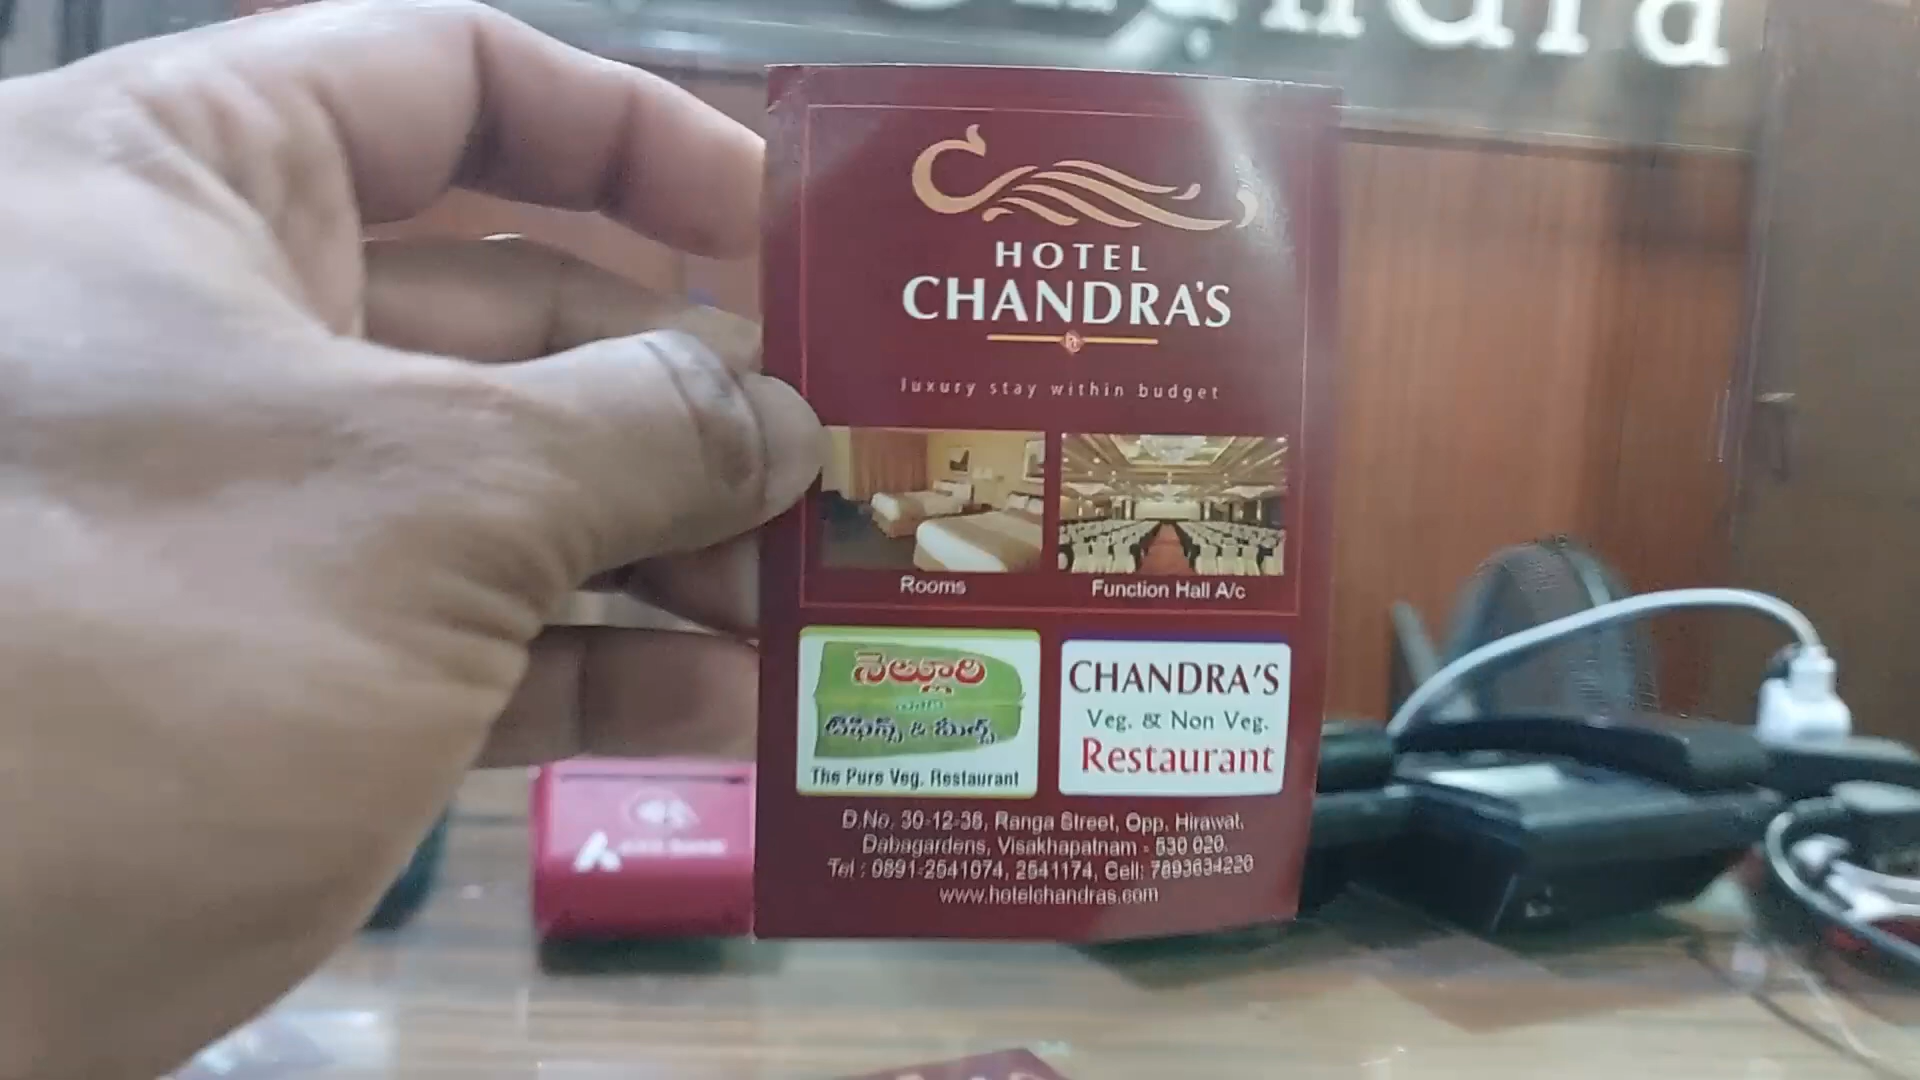 HOTEL
CHANDRA'S
luxury stay within budget
Rooms
Function Hall A/c
నెల్లూరి
టిఫిన్స్ & మీల్స్
The Pure Veg. Restaurant
CHANDRA'S
Veg. & Non Veg.
Restaurant
D.No. 30-12-38, Ranga Street, Opp. Hirawat,
Dabagardens, Visakhapatnam - 530 020.
Tel : 0891-2541074, 2541174, Cell: 7893634220
www.hotelchandras.com